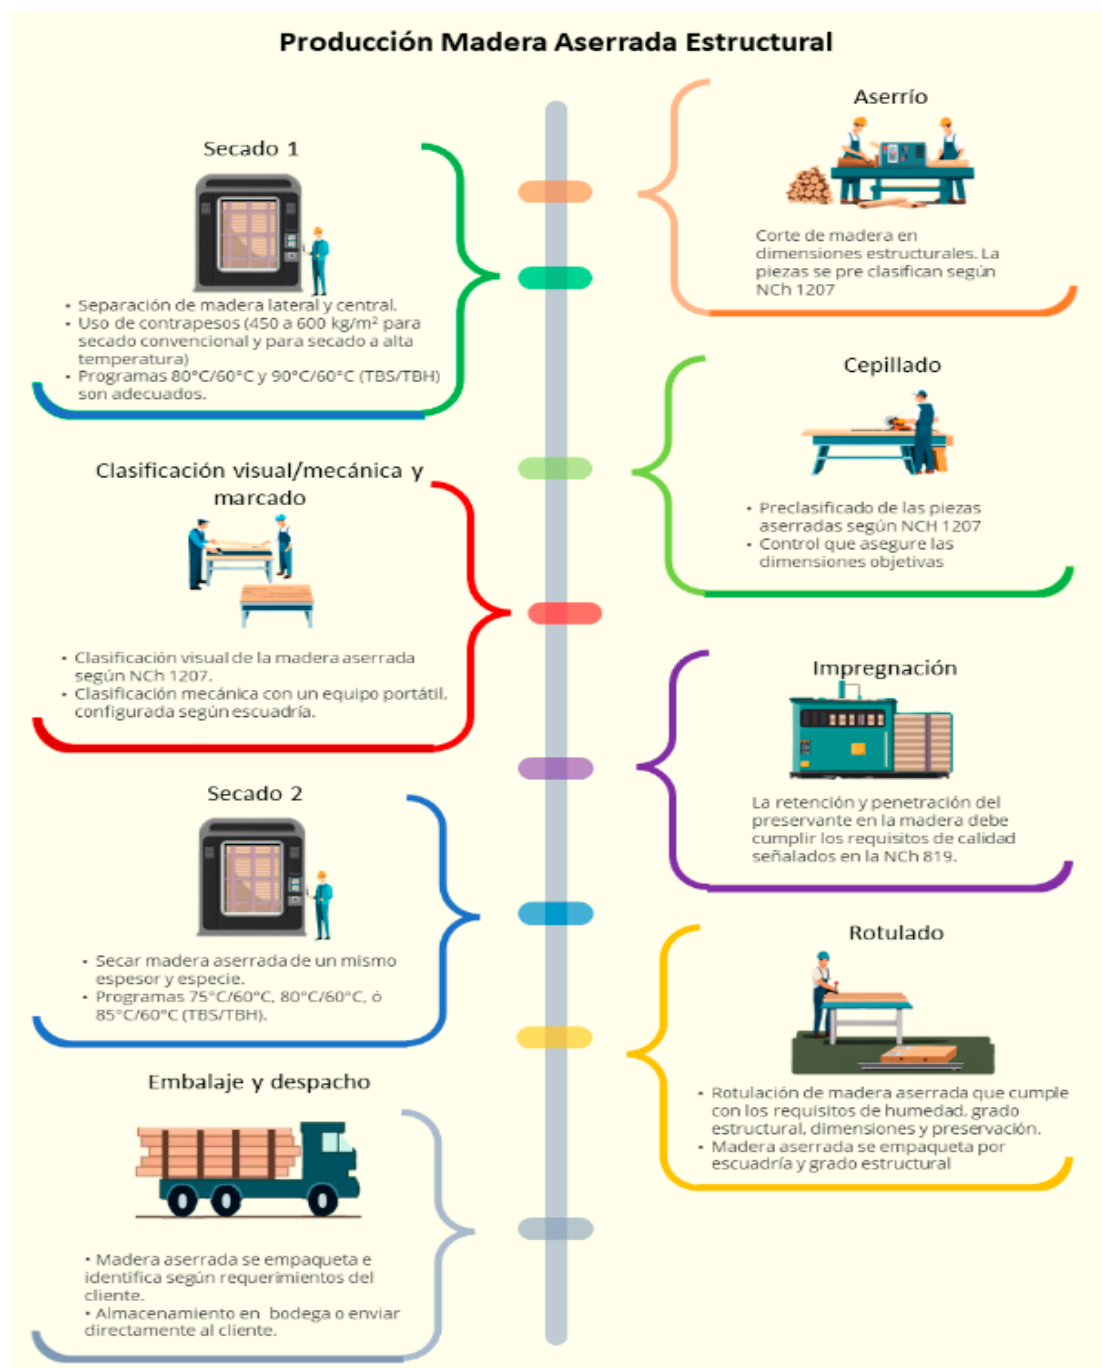 Producción Madera Aserrada Estructural
Aserrío
Corte de madera en
dimensiones estructurales. La
piezas se pre clasifican según
NCh 1207
Secado 1
• Separación de madera lateral y central.
• Uso de contrapesos (450 a 600 kg/m² para
secado convencional y para secado a alta
temperatura)
• Programas 80°C/60°C y 90°C/60°C (TBS/TBH)
son adecuados.
Cepillado
• Preclasificado de las piezas
aserradas según NCH 1207
• Control que asegure las
dimensiones objetivas
Clasificación visual/mecánica y
marcado
• Clasificación visual de la madera aserrada
según NCh 1207.
• Clasificación mecánica con un equipo portátil,
configurada según escuadría.
Impregnación
La retención y penetración del
preservante en la madera debe
cumplir los requisitos de calidad
señalados en la NCh 819.
Secado 2
• Secar madera aserrada de un mismo
espesor y especie.
• Programas 75°C/60°C, 80°C/60°C, ó
85°C/60°C (TBS/TBH).
Rotulado
• Rotulación de madera aserrada que cumple
con los requisitos de humedad, grado
estructural, dimensiones y preservación.
• Madera aserrada se empaqueta por
escuadría y grado estructural
Embalaje y despacho
• Madera aserrada se empaqueta e
identifica según requerimientos del
cliente.
• Almacenamiento en bodega o enviar
directamente al cliente.